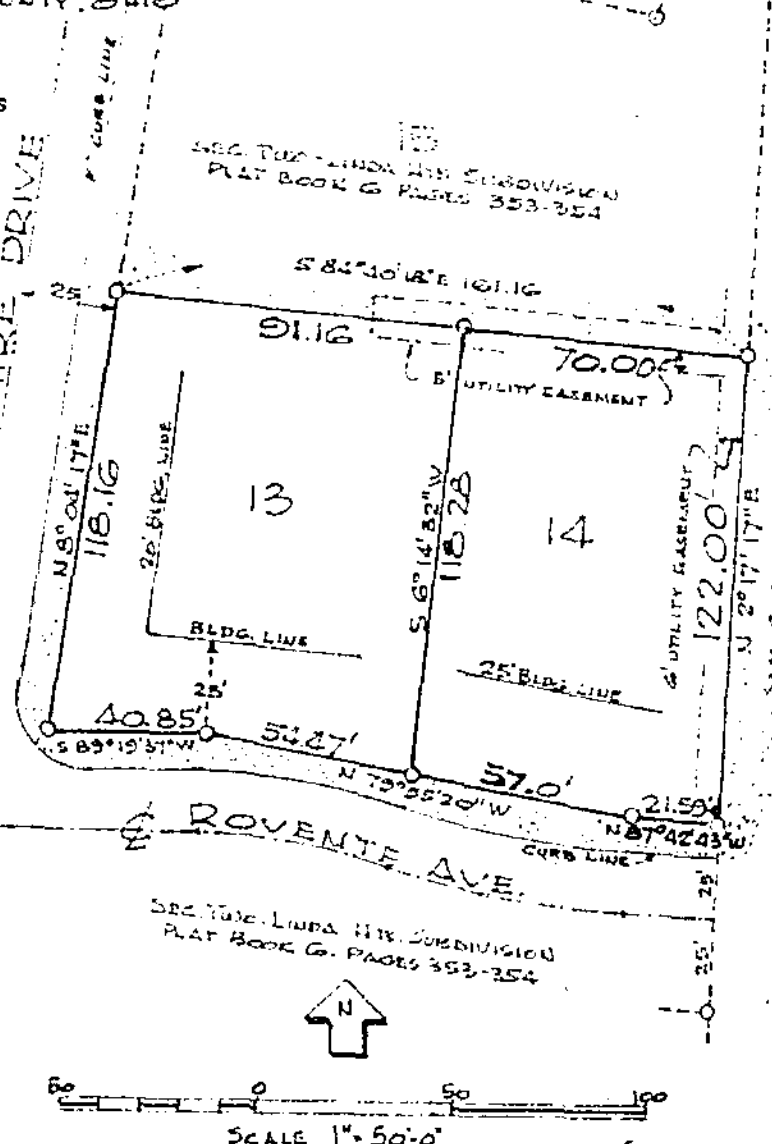 DRIVE
CURB LINE
SEC. TWO - LINDA HTS. SUBDIVISION
PLAT BOOK G PAGES 353-354
S 84° 40' 18" E 161.16
25
91.16
70.00
5' UTILITY EASEMENT
N 8° 04' 17" E
118.16
20' BLDG. LINE
13
S 6° 14' 32" W
118.28
14
6' UTILITY EASEMENT
122.00'
N 2° 17' 17" E
BLDG. LINE
25'
25' BLDG. LINE
40.85'
S 89° 19' 37" W
54.47'
N 79° 55' 20" W
57.0'
21.59'
N 87° 42' 43" W
CURB LINE
℄ ROVENTE AVE.
25'
25'
SEC. TWO. LINDA HTS. SUBDIVISION
PLAT BOOK G. PAGES 353-354
N
50 0 50 100
SCALE 1" = 50'-0"